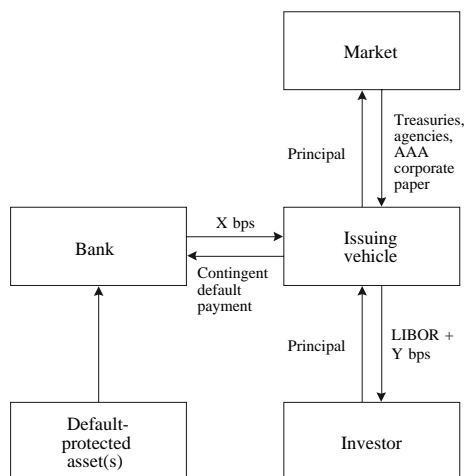 Market
Treasuries,
agencies,
AAA
corporate
paper
Principal
X bps
Bank
Issuing
vehicle
Contingent
default
payment
LIBOR +
Y bps
Principal
Default-
protected
asset(s)
Investor